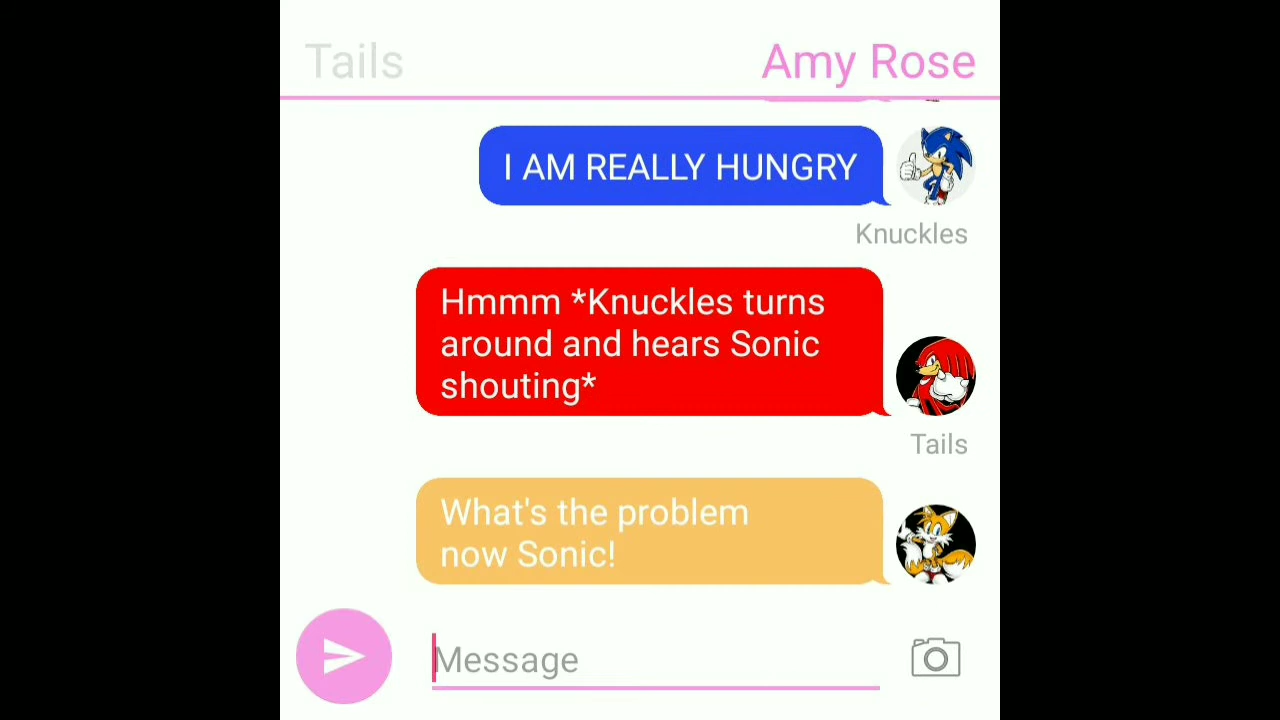 Tails
Amy Rose
I AM REALLY HUNGRY
Knuckles
Hmmm *Knuckles turns
around and hears Sonic
shouting*
Tails
What's the problem
now Sonic!
Message